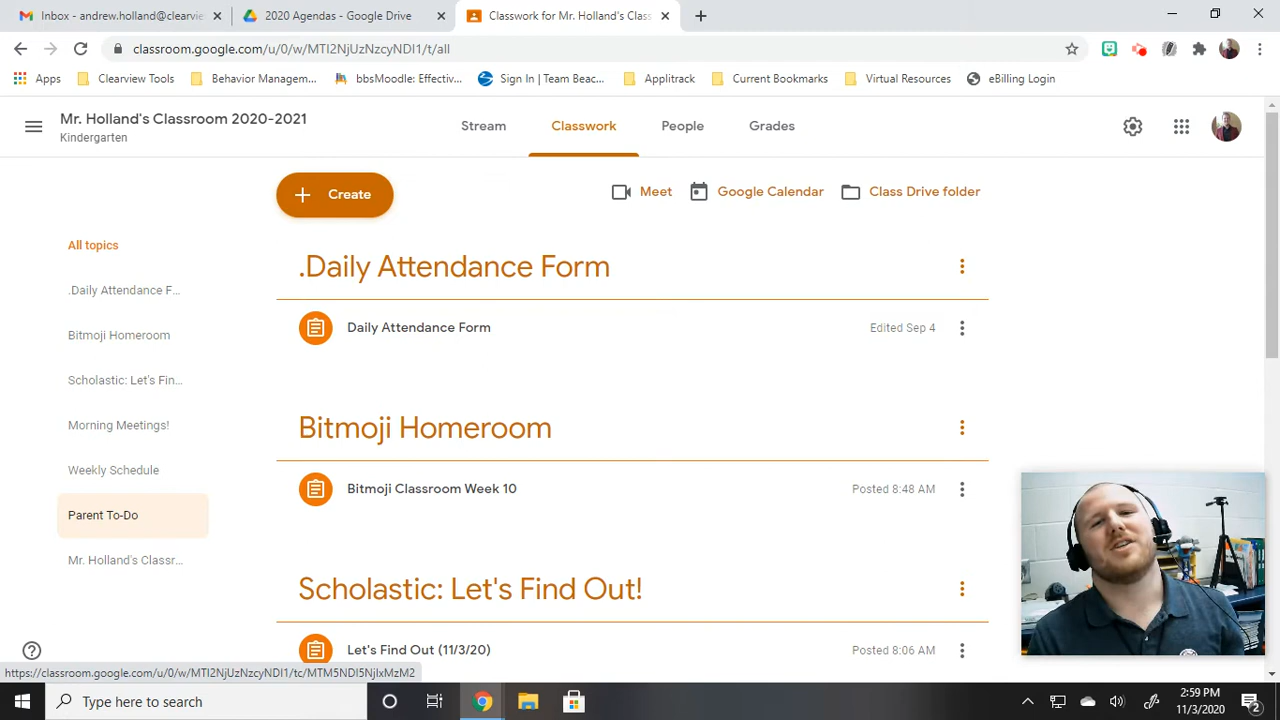 Inbox - andrew.holland@clearvie
2020 Agendas - Google Drive
Classwork for Mr. Holland's Class
classroom.google.com/u/0/w/MTI2NjUzNzcyNDI1/t/all
Apps
Clearview Tools
Behavior Managem...
bbsMoodle: Effectiv...
Sign In | Team Beac...
Applitrack
Current Bookmarks
Virtual Resources
eBilling Login
Mr. Holland's Classroom 2020-2021
Kindergarten
Stream
Classwork
People
Grades
Create
Meet
Google Calendar
Class Drive folder
All topics
.Daily Attendance F...
Bitmoji Homeroom
Scholastic: Let's Fin...
Morning Meetings!
Weekly Schedule
Parent To-Do
Mr. Holland's Classr...
.Daily Attendance Form
Daily Attendance Form
Edited Sep 4
Bitmoji Homeroom
Bitmoji Classroom Week 10
Posted 8:48 AM
Scholastic: Let's Find Out!
Let's Find Out (11/3/20)
Posted 8:06 AM
https://classroom.google.com/u/0/w/MTI2NjUzNzcyNDI1/tc/MTM5NDI5NjIxMzM2
Type here to search
2:59 PM
11/3/2020
2